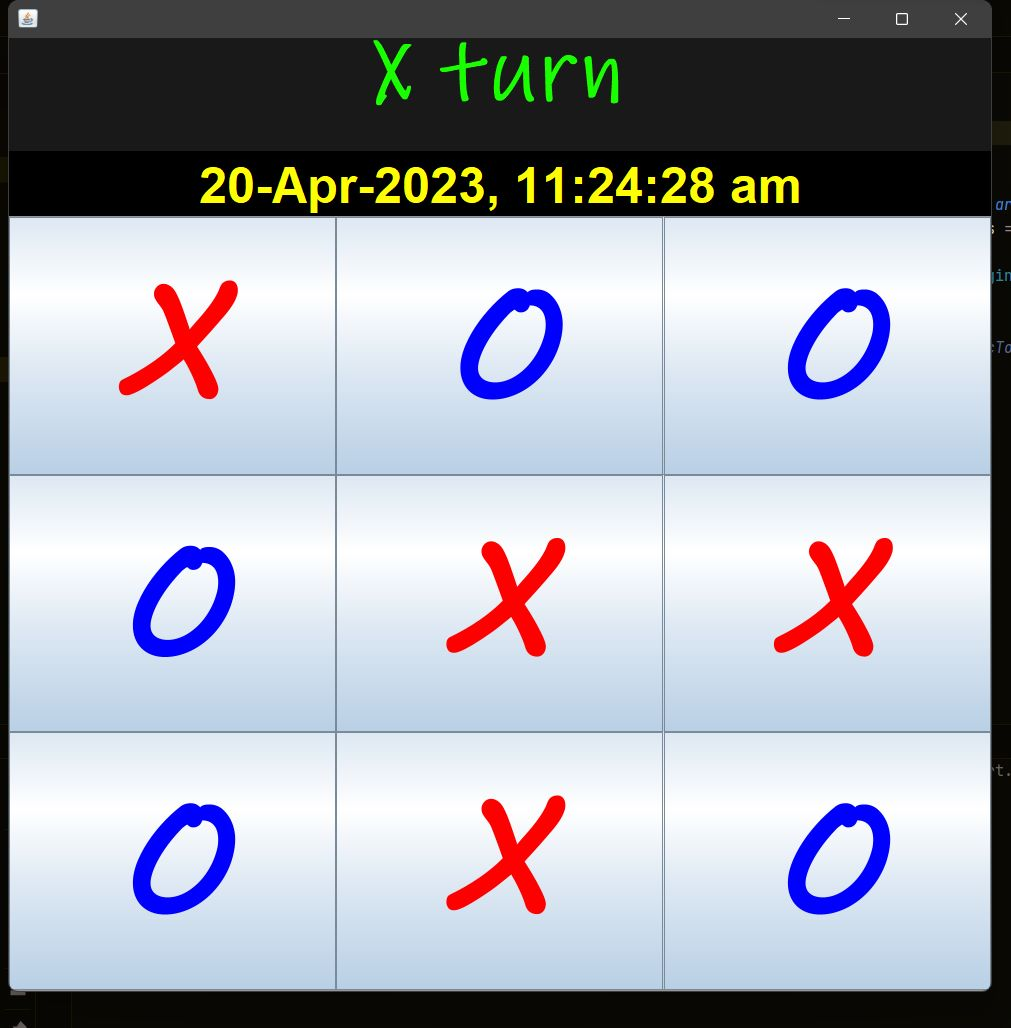 X turn
20-Apr-2023, 11:24:28 am
X O O
O X X
O X O